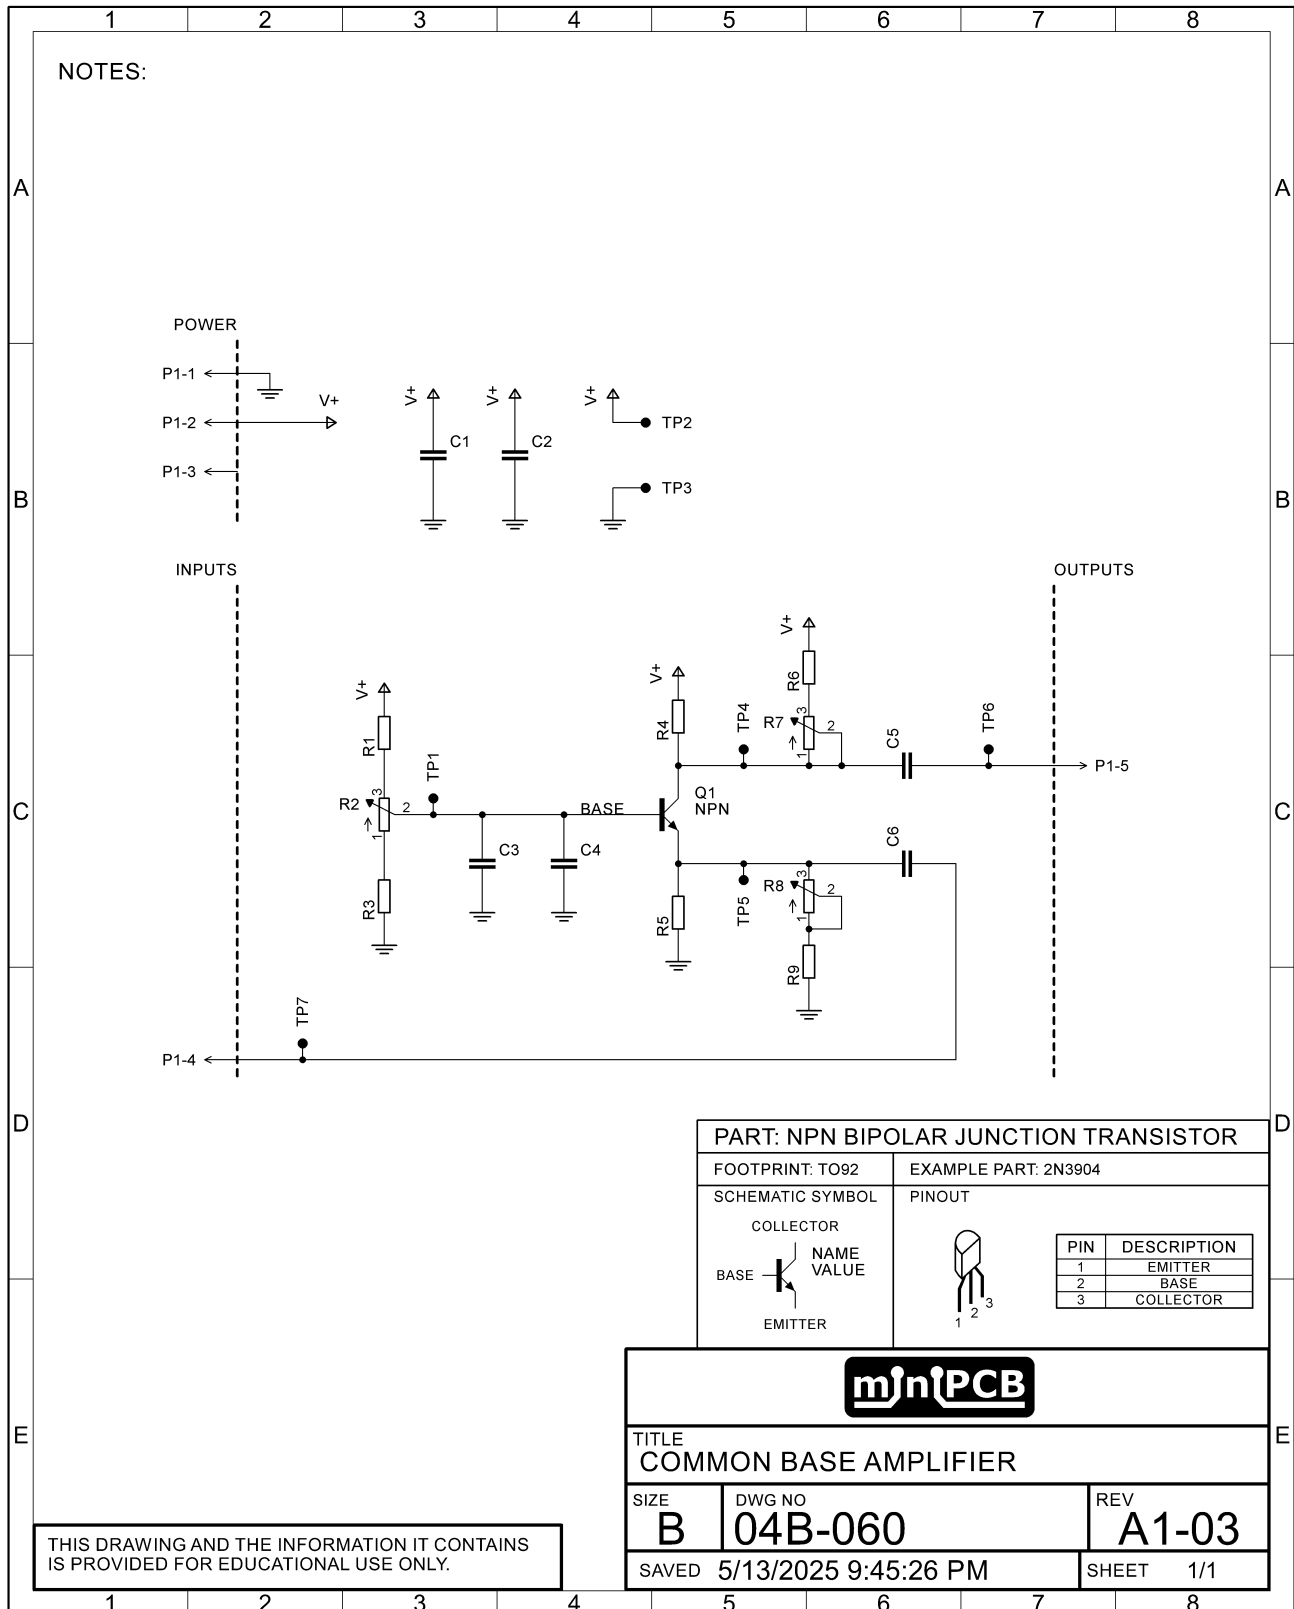 1 2 3 4 5 6 7 8
NOTES:
A A
POWER
P1-1
V+
P1-2
P1-3
V+ V+ V+
C1 C2 TP2
TP3
B B
INPUTS OUTPUTS
V+
R6
V+ V+
R1 R4 TP4 R7 3 2 1 C5 TP6
P1-5
TP1
R2 3 2 1
BASE
Q1
NPN
C C
C3 C4
C6
R3 R5 TP5 R8 3 2 1
R9
TP7
P1-4
D D
PART: NPN BIPOLAR JUNCTION TRANSISTOR
FOOTPRINT: TO92 EXAMPLE PART: 2N3904
SCHEMATIC SYMBOL PINOUT
COLLECTOR
NAME
VALUE
BASE
EMITTER
1 2 3
PIN DESCRIPTION
1 EMITTER
2 BASE
3 COLLECTOR
miniPCB
E E
TITLE
COMMON BASE AMPLIFIER
SIZE DWG NO REV
B 04B-060 A1-03
SAVED 5/13/2025 9:45:26 PM SHEET 1/1
THIS DRAWING AND THE INFORMATION IT CONTAINS
IS PROVIDED FOR EDUCATIONAL USE ONLY.
1 2 3 4 5 6 7 8